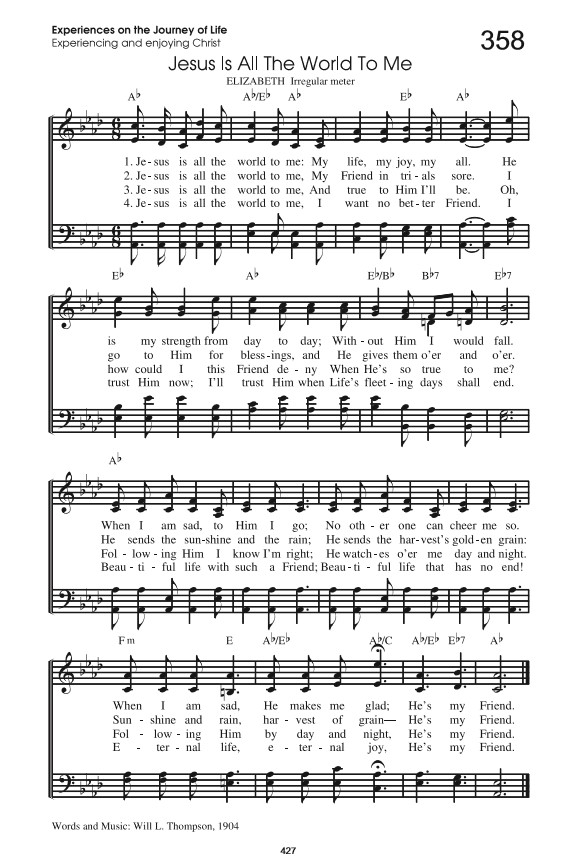 Experiences on the Journey of Life
Experiencing and enjoying Christ
358
Jesus Is All The World To Me
ELIZABETH Irregular meter
A♭ A♭/E♭ A♭ E♭ A♭
1. Je - sus is all the world to me: My life, my joy, my all. He
2. Je - sus is all the world to me, My Friend in tri - als sore. I
3. Je - sus is all the world to me, And true to Him I'll be. Oh,
4. Je - sus is all the world to me, I want no bet - ter Friend. I
E♭ A♭ E♭/B♭ B♭7 E♭7
is my strength from day to day; With - out Him I would fall.
go to Him for bless - ings, and He gives them o'er and o'er.
how could I this Friend de - ny When He's so true to me?
trust Him now; I'll trust Him when Life's fleet - ing days shall end.
A♭
When I am sad, to Him I go; No oth - er one can cheer me so.
He sends the sun - shine and the rain; He sends the har - vest's gold - en grain:
Fol - low - ing Him I know I'm right; He watch - es o'er me day and night.
Beau - ti - ful life with such a Friend; Beau - ti - ful life that has no end!
Fm E A♭/E♭ A♭/C A♭/E♭ E♭7 A♭
When I am sad, He makes me glad; He's my Friend.
Sun - shine and rain, har - vest of grain— He's my Friend.
Fol - low - ing Him by day and night, He's my Friend.
E - ter - nal life, e - ter - nal joy, He's my Friend.
Words and Music: Will L. Thompson, 1904
427